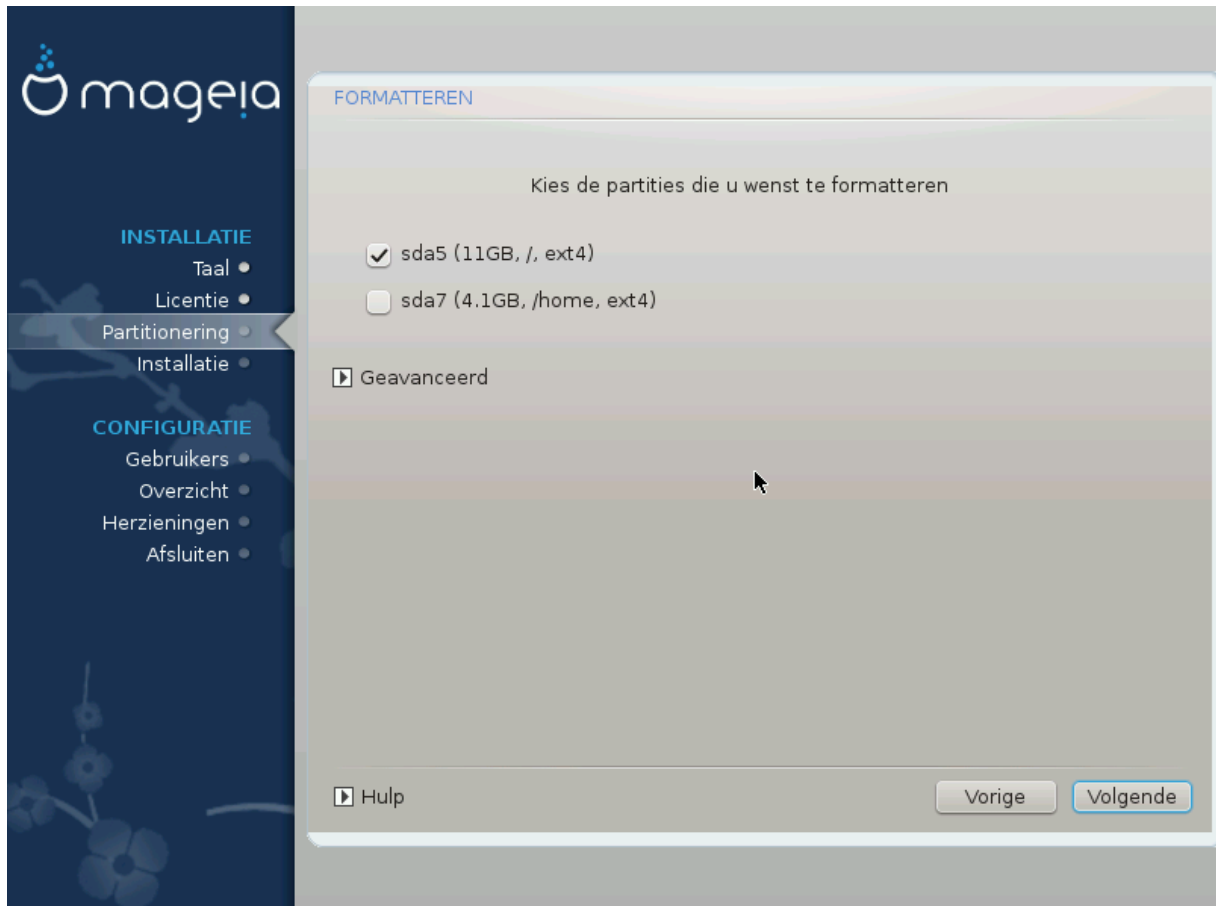 mageia
INSTALLATIE
Taal
Licentie
Partitionering
Installatie
CONFIGURATIE
Gebruikers
Overzicht
Herzieningen
Afsluiten
FORMATTEREN
Kies de partities die u wenst te formatteren
sda5 (11GB, /, ext4)
sda7 (4.1GB, /home, ext4)
Geavanceerd
Hulp
Vorige
Volgende